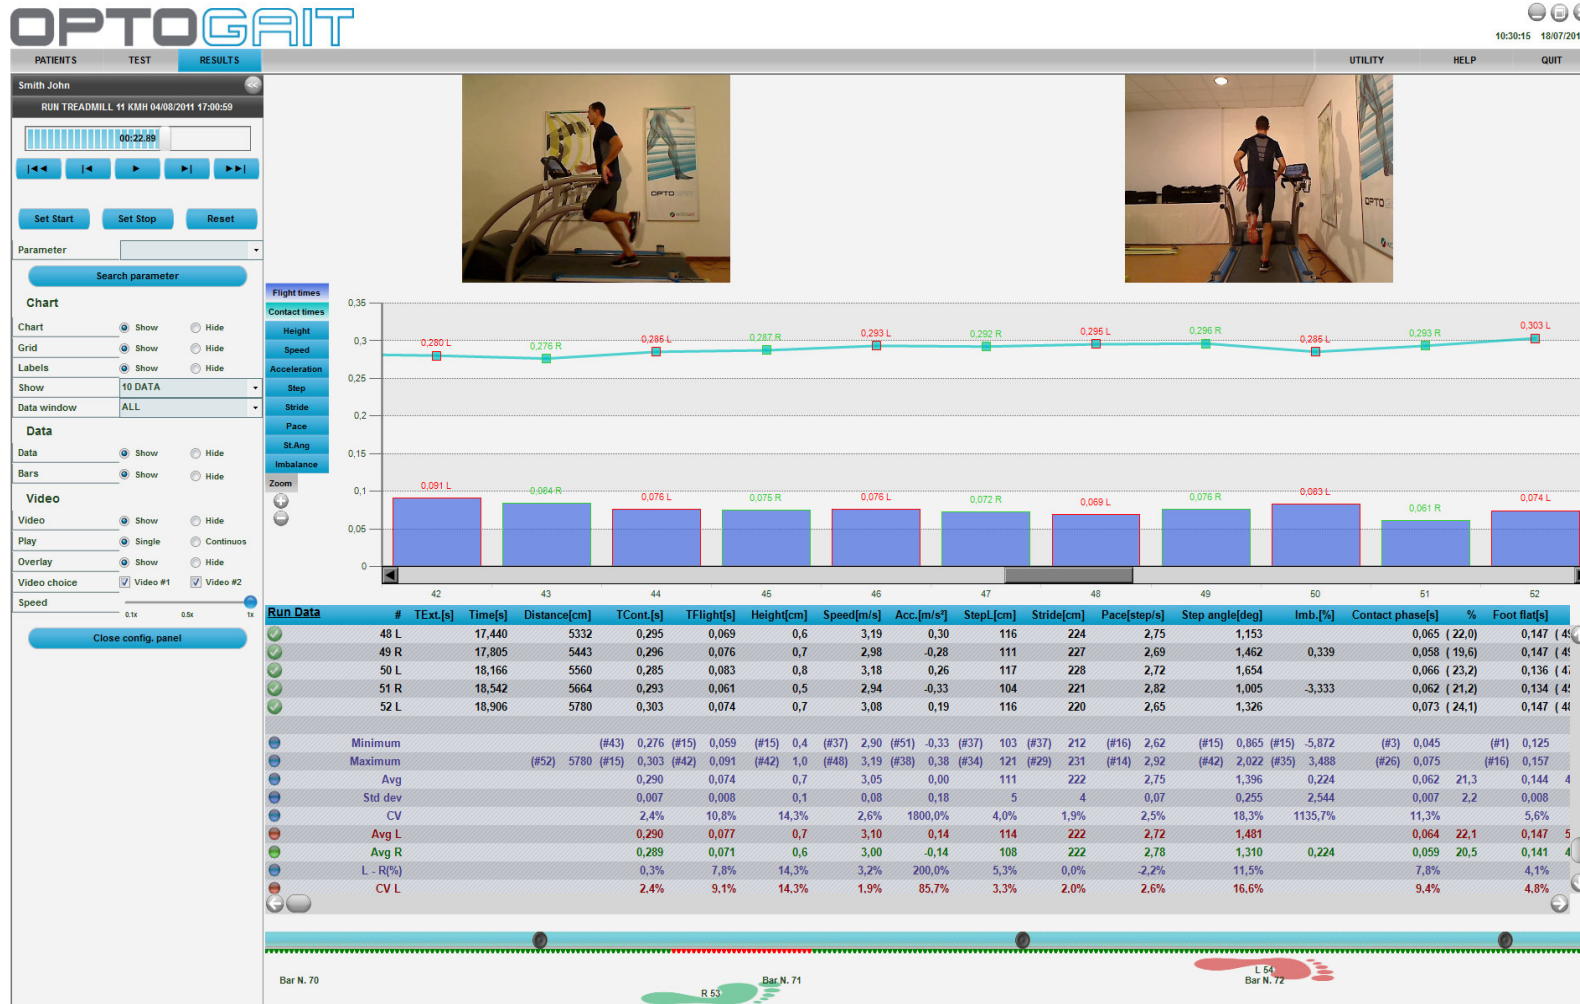 OPTOGAIT
10:30:15 18/07/201
PATIENTS TEST RESULTS UTILITY HELP QUIT
Smith John
RUN TREADMILL 11 KMH 04/08/2011 17:00:59
00:22.89
Set Start Set Stop Reset
Parameter
Search parameter
Chart
Chart Show Hide
Grid Show Hide
Labels Show Hide
Show 10 DATA
Data window ALL
Data
Data Show Hide
Bars Show Hide
Video
Video Show Hide
Play Single Continuos
Overlay Show Hide
Video choice Video #1 Video #2
Speed
0.1x 0.5x 1x
Close config. panel
OPTOGAIT
Flight times
Contact times
Height
Speed
Acceleration
Step
Stride
Pace
St.Ang
Imbalance
Zoom
0,35
0,3
0,25
0,2
0,15
0,1
0,05
0
0,280 L 0,276 R 0,285 L 0,287 R 0,293 L 0,292 R 0,295 L 0,296 R 0,285 L 0,293 R 0,303 L
0,091 L 0,084 R 0,076 L 0,075 R 0,076 L 0,072 R 0,069 L 0,076 R 0,083 L 0,061 R 0,074 L
42 43 44 45 46 47 48 49 50 51 52
Run Data # TExt.[s] Time[s] Distance[cm] TCont.[s] TFlight[s] Height[cm] Speed[m/s] Acc.[m/s²] StepL[cm] Stride[cm] Pace[step/s] Step angle[deg] Imb.[%] Contact phase[s] % Foot flat[s]
48 L 17,440 5332 0,295 0,069 0,6 3,19 0,30 116 224 2,75 1,153 0,065 ( 22,0) 0,147
49 R 17,805 5443 0,296 0,076 0,7 2,98 -0,28 111 227 2,69 1,462 0,339 0,058 ( 19,6) 0,147
50 L 18,166 5560 0,285 0,083 0,8 3,18 0,26 117 228 2,72 1,654 0,066 ( 23,2) 0,136
51 R 18,542 5664 0,293 0,061 0,5 2,94 -0,33 104 221 2,82 1,005 -3,333 0,062 ( 21,2) 0,134
52 L 18,906 5780 0,303 0,074 0,7 3,08 0,19 116 220 2,65 1,326 0,073 ( 24,1) 0,147
Minimum (#43) 0,276 (#15) 0,059 (#15) 0,4 (#37) 2,90 (#51) -0,33 (#37) 103 (#37) 212 (#16) 2,62 (#15) 0,865 (#15) -5,872 (#3) 0,045 (#1) 0,125
Maximum (#52) 5780 (#15) 0,303 (#42) 0,091 (#42) 1,0 (#48) 3,19 (#38) 0,38 (#34) 121 (#29) 231 (#14) 2,92 (#42) 2,022 (#35) 3,488 (#26) 0,075 (#16) 0,157
Avg 0,290 0,074 0,7 3,05 0,00 111 222 2,75 1,396 0,224 0,062 21,3 0,144
Std dev 0,007 0,008 0,1 0,08 0,18 5 4 0,07 0,255 2,544 0,007 2,2 0,008
CV 2,4% 10,8% 14,3% 2,6% 1800,0% 4,0% 1,9% 2,5% 18,3% 1135,7% 11,3% 5,6%
Avg L 0,290 0,077 0,7 3,10 0,14 114 222 2,72 1,481 0,064 22,1 0,147
Avg R 0,289 0,071 0,6 3,00 -0,14 108 222 2,78 1,310 0,224 0,059 20,5 0,141
L - R(%) 0,3% 7,8% 14,3% 3,2% 200,0% 5,3% 0,0% -2,2% 11,5% 7,8% 4,1%
CV L 2,4% 9,1% 14,3% 1,9% 85,7% 3,3% 2,0% 2,6% 16,6% 9,4% 4,8%
Bar N. 70 R 53 Bar N. 71 L 54 Bar N. 72